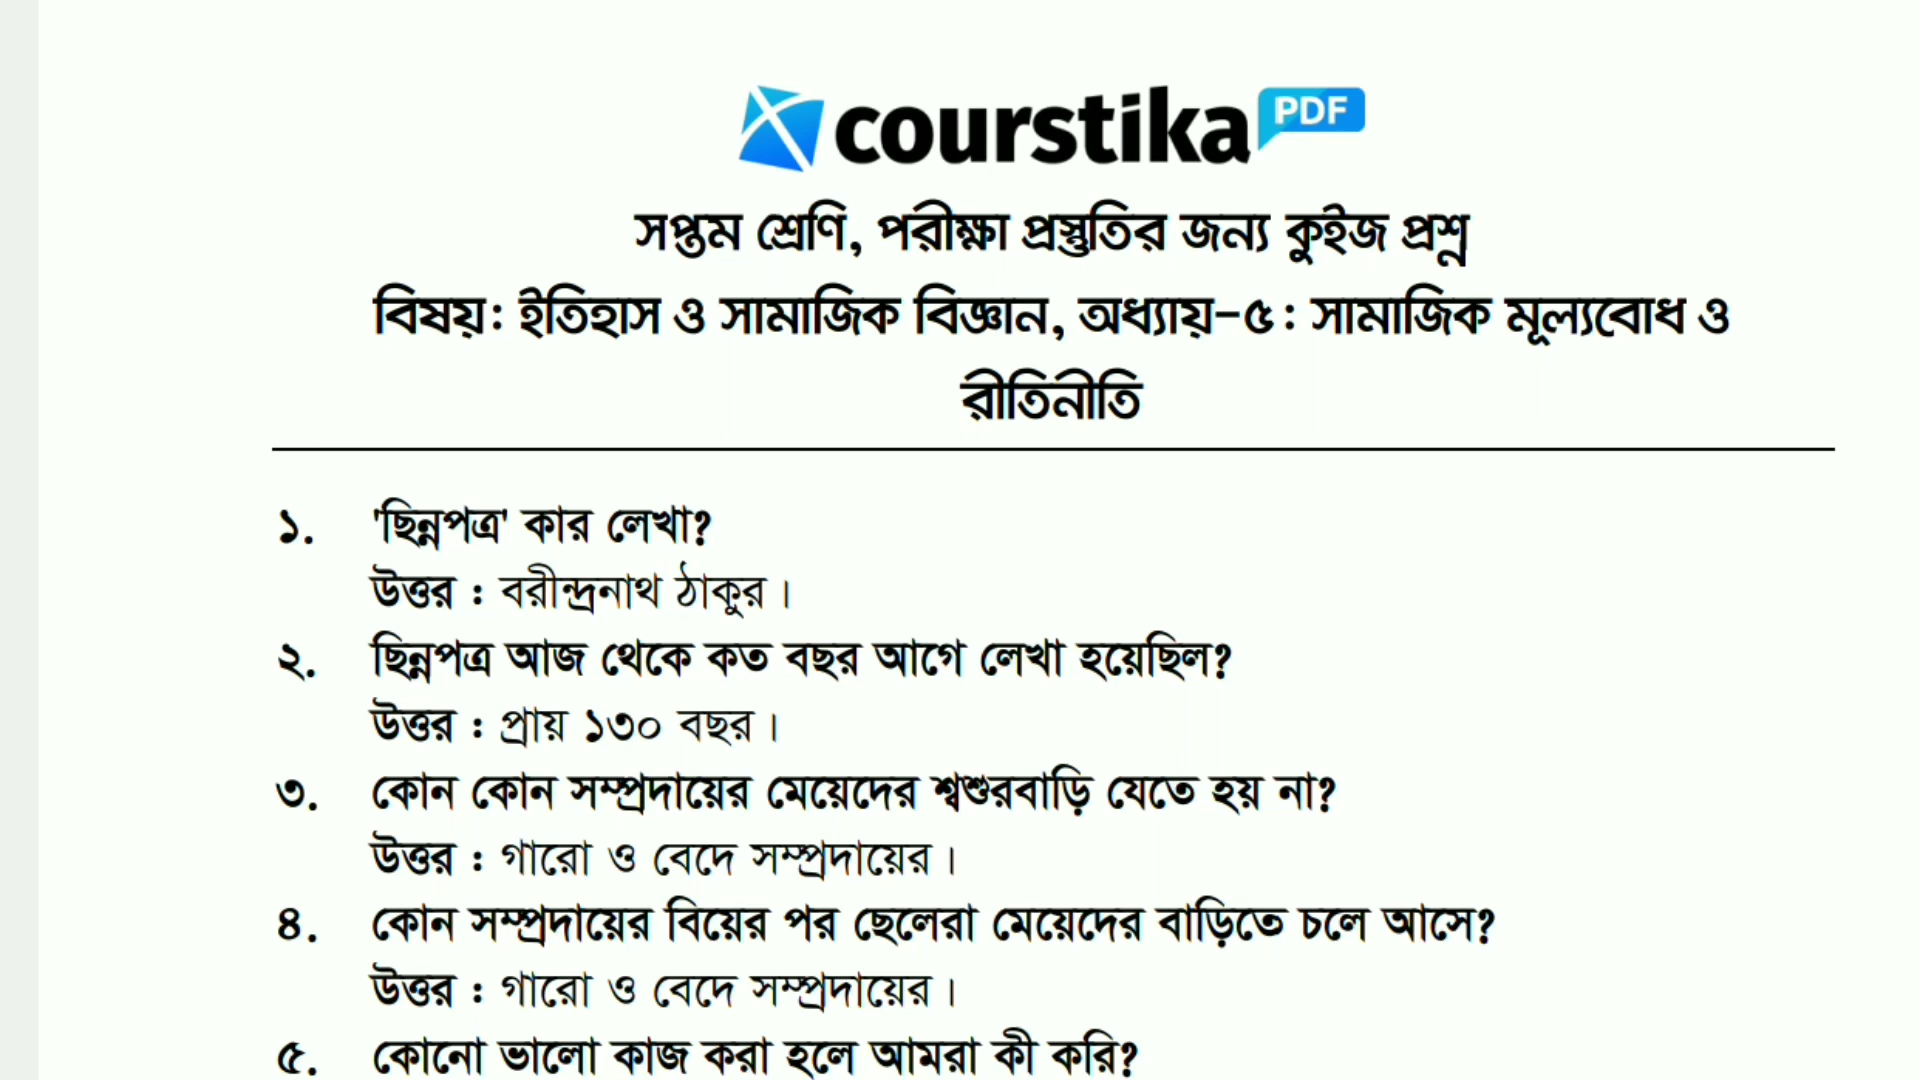 courstika PDF
সপ্তম শ্রেণি, পরীক্ষা প্রস্তুতির জন্য কুইজ প্রশ্ন
বিষয়: ইতিহাস ও সামাজিক বিজ্ঞান, অধ্যায়-৫: সামাজিক মূল্যবোধ ও
রীতিনীতি
১. 'ছিন্নপত্র' কার লেখা?
উত্তর : বরীন্দ্রনাথ ঠাকুর।
২. ছিন্নপত্র আজ থেকে কত বছর আগে লেখা হয়েছিল?
উত্তর : প্রায় ১৩০ বছর।
৩. কোন কোন সম্প্রদায়ের মেয়েদের শ্বশুরবাড়ি যেতে হয় না?
উত্তর : গারো ও বেদে সম্প্রদায়ের।
৪. কোন সম্প্রদায়ের বিয়ের পর ছেলেরা মেয়েদের বাড়িতে চলে আসে?
উত্তর : গারো ও বেদে সম্প্রদায়ের।
৫. কোনো ভালো কাজ করা হলে আমরা কী করি?